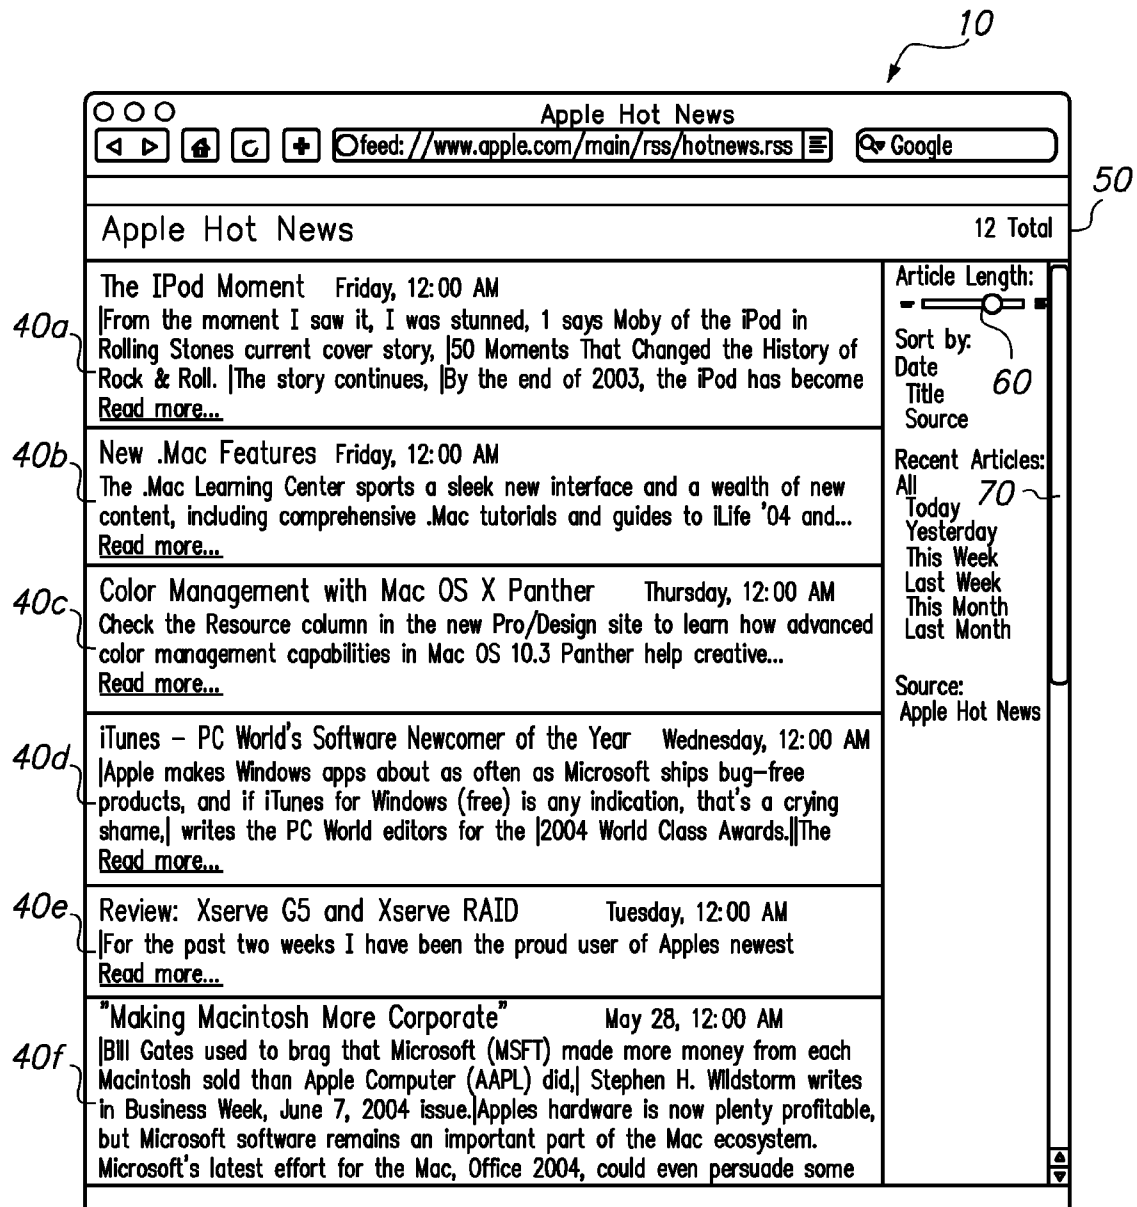 10
Apple Hot News
feed: //www.apple.com/main/rss/hotnews.rss
Google
50
Apple Hot News 12 Total
The IPod Moment Friday, 12:00 AM
40a
|From the moment I saw it, I was stunned, 1 says Moby of the iPod in
Rolling Stones current cover story, |50 Moments That Changed the History of
Rock & Roll. |The story continues, |By the end of 2003, the iPod has become
Read more...
40b
New .Mac Features Friday, 12:00 AM
The .Mac Learning Center sports a sleek new interface and a wealth of new
content, including comprehensive .Mac tutorials and guides to iLife '04 and...
Read more...
40c
Color Management with Mac OS X Panther Thursday, 12:00 AM
Check the Resource column in the new Pro/Design site to learn how advanced
color management capabilities in Mac OS 10.3 Panther help creative...
Read more...
40d
iTunes – PC World's Software Newcomer of the Year Wednesday, 12:00 AM
|Apple makes Windows apps about as often as Microsoft ships bug–free
products, and if iTunes for Windows (free) is any indication, that's a crying
shame,| writes the PC World editors for the |2004 World Class Awards.||The
Read more...
40e
Review: Xserve G5 and Xserve RAID Tuesday, 12:00 AM
|For the past two weeks I have been the proud user of Apples newest
Read more...
40f
"Making Macintosh More Corporate" May 28, 12:00 AM
|Bill Gates used to brag that Microsoft (MSFT) made more money from each
Macintosh sold than Apple Computer (AAPL) did,| Stephen H. Wildstorm writes
in Business Week, June 7, 2004 issue.|Apples hardware is now plenty profitable,
but Microsoft software remains an important part of the Mac ecosystem.
Microsoft's latest effort for the Mac, Office 2004, could even persuade some
Article Length:
60
Sort by:
Date
Title
Source
Recent Articles:
All
70
Today
Yesterday
This Week
Last Week
This Month
Last Month
Source:
Apple Hot News